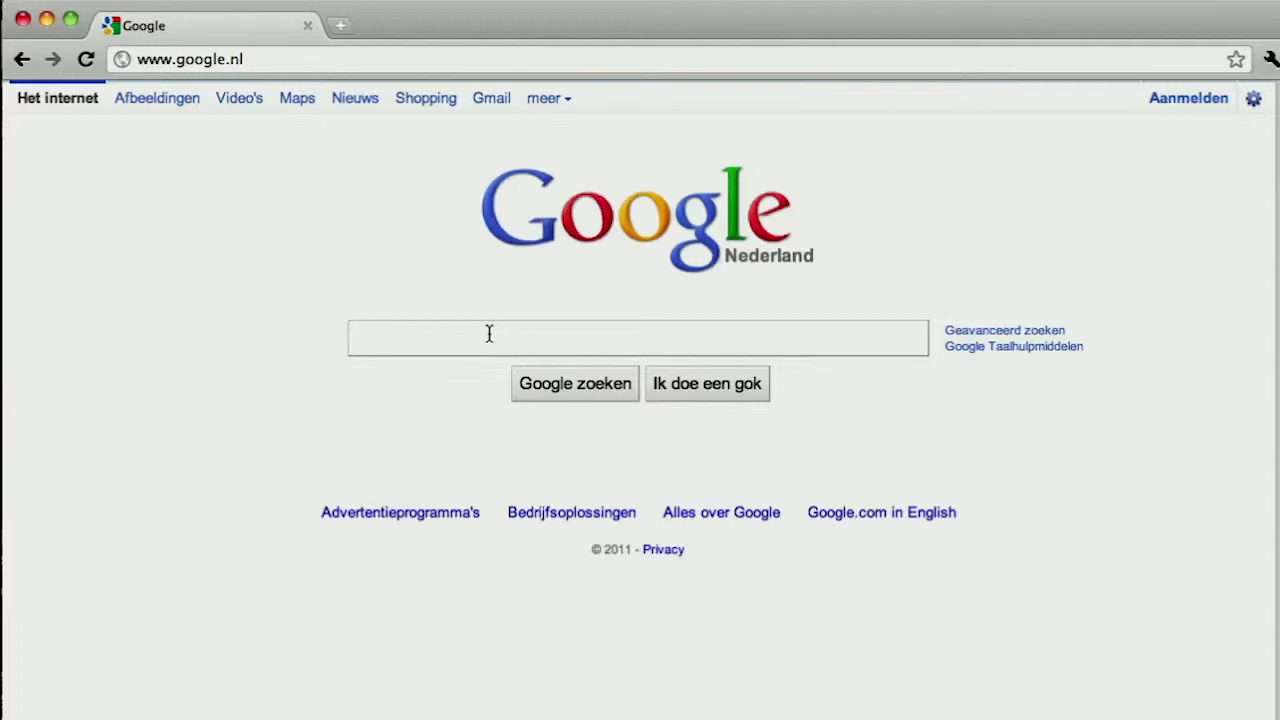 Google
www.google.nl
Het internet Afbeeldingen Video's Maps Nieuws Shopping Gmail meer Aanmelden
Google
Nederland
Geavanceerd zoeken
Google Taalhulpmiddelen
Google zoeken Ik doe een gok
Advertentieprogramma's Bedrijfsoplossingen Alles over Google Google.com in English
© 2011 - Privacy